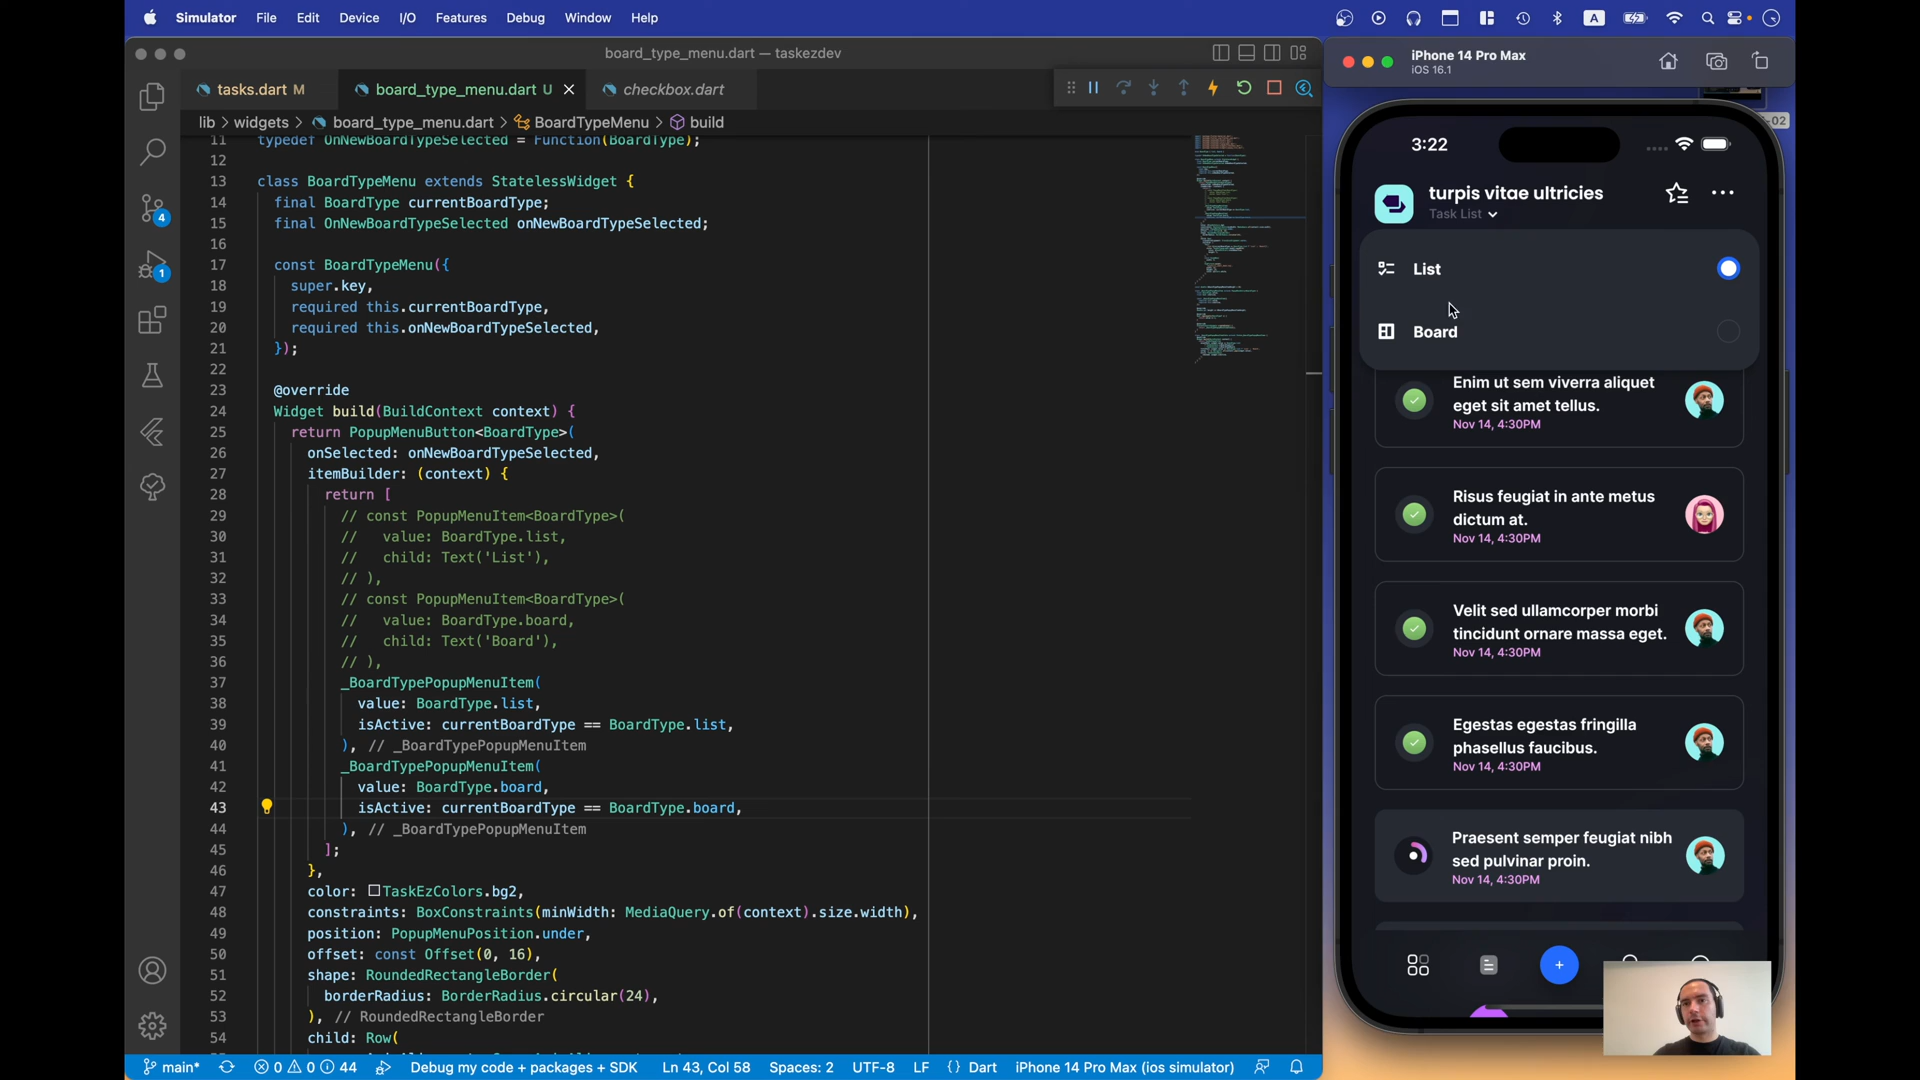 Simulator File Edit Device I/O Features Debug Window Help
A
board_type_menu.dart — taskezdev
tasks.dart M
board_type_menu.dart U
checkbox.dart
lib > widgets > board_type_menu.dart > BoardTypeMenu > build
11 typedef OnNewBoardTypeSelected = Function(BoardType);
12
13 class BoardTypeMenu extends StatelessWidget {
14 final BoardType currentBoardType;
15 final OnNewBoardTypeSelected onNewBoardTypeSelected;
16
17 const BoardTypeMenu({
18 super.key,
19 required this.currentBoardType,
20 required this.onNewBoardTypeSelected,
21 });
22
23 @override
24 Widget build(BuildContext context) {
25 return PopupMenuButton<BoardType>(
26 onSelected: onNewBoardTypeSelected,
27 itemBuilder: (context) {
28 return [
29 // const PopupMenuItem<BoardType>(
30 // value: BoardType.list,
31 // child: Text('List'),
32 // ),
33 // const PopupMenuItem<BoardType>(
34 // value: BoardType.board,
35 // child: Text('Board'),
36 // ),
37 _BoardTypePopupMenuItem(
38 value: BoardType.list,
39 isActive: currentBoardType == BoardType.list,
40 ), // _BoardTypePopupMenuItem
41 _BoardTypePopupMenuItem(
42 value: BoardType.board,
43 isActive: currentBoardType == BoardType.board,
44 ), // _BoardTypePopupMenuItem
45 ];
46 },
47 color: TaskEzColors.bg2,
48 constraints: BoxConstraints(minWidth: MediaQuery.of(context).size.width),
49 position: PopupMenuPosition.under,
50 offset: const Offset(0, 16),
51 shape: RoundedRectangleBorder(
52 borderRadius: BorderRadius.circular(24),
53 ), // RoundedRectangleBorder
54 child: Row(
4
1
main* 0 0 44 Debug my code + packages + SDK Ln 43, Col 58 Spaces: 2 UTF-8 LF {} Dart iPhone 14 Pro Max (ios simulator)
iPhone 14 Pro Max
iOS 16.1
-02
3:22
turpis vitae ultricies
Task List
List
Board
Enim ut sem viverra aliquet
eget sit amet tellus.
Nov 14, 4:30PM
Risus feugiat in ante metus
dictum at.
Nov 14, 4:30PM
Velit sed ullamcorper morbi
tincidunt ornare massa eget.
Nov 14, 4:30PM
Egestas egestas fringilla
phasellus faucibus.
Nov 14, 4:30PM
Praesent semper feugiat nibh
sed pulvinar proin.
Nov 14, 4:30PM